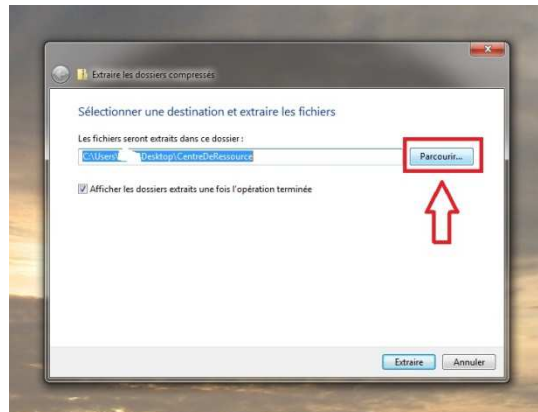 Extraire les dossiers compressés
Sélectionner une destination et extraire les fichiers
Les fichiers seront extraits dans ce dossier :
C:\Users\ Desktop\CentreDeRessource
Parcourir...
Afficher les dossiers extraits une fois l'opération terminée
Extraire Annuler